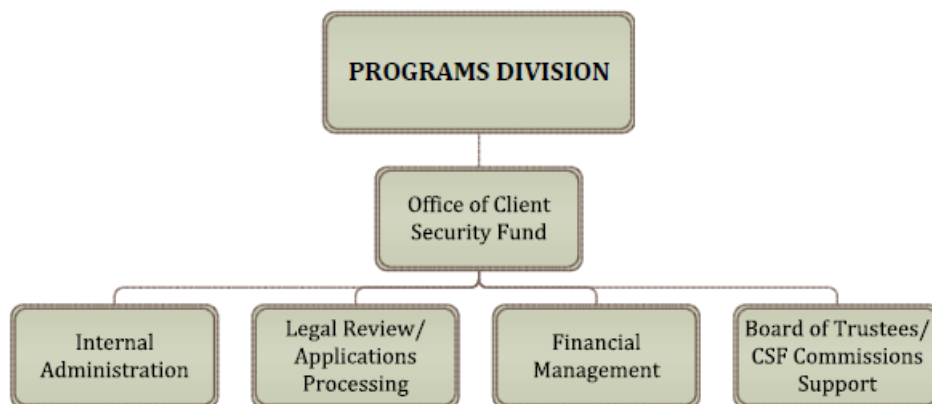 PROGRAMS DIVISION
Office of Client
Security Fund
Internal
Administration
Legal Review/
Applications
Processing
Financial
Management
Board of Trustees/
CSF Commissions
Support